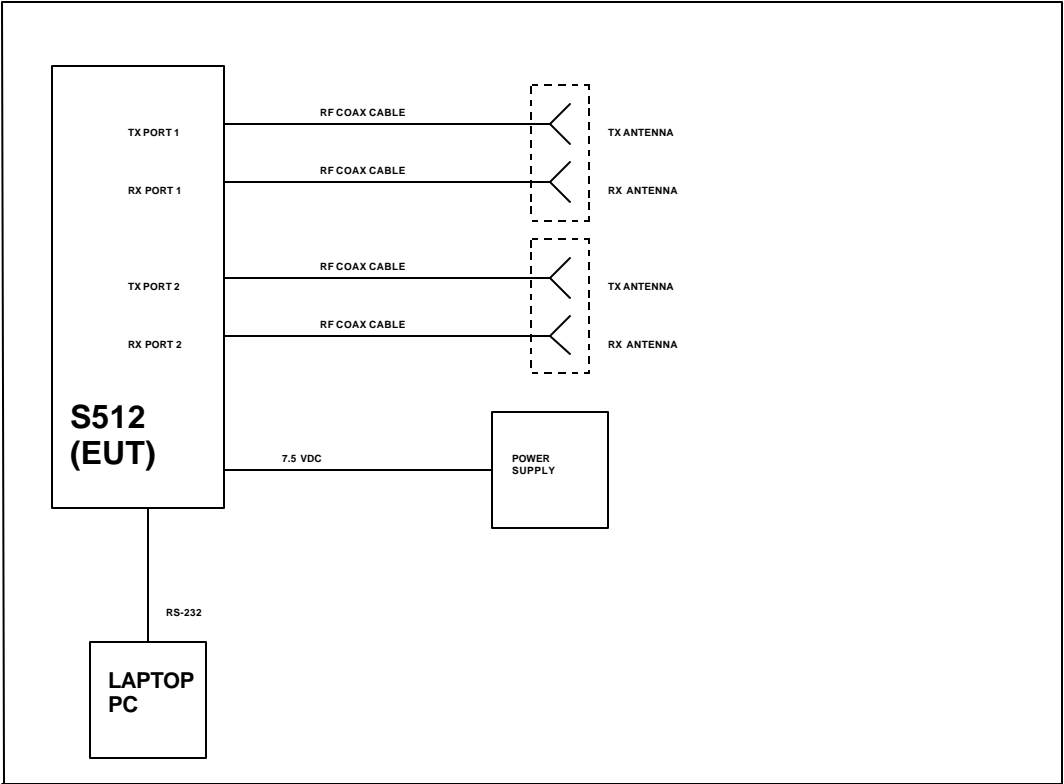 RF COAX CABLE
TX PORT 1
TX ANTENNA
RF COAX CABLE
RX PORT 1
RX ANTENNA
RF COAX CABLE
TX PORT 2
TX ANTENNA
RF COAX CABLE
RX PORT 2
RX ANTENNA
S512
(EUT)
7.5 VDC
POWER
SUPPLY
RS-232
LAPTOP
PC